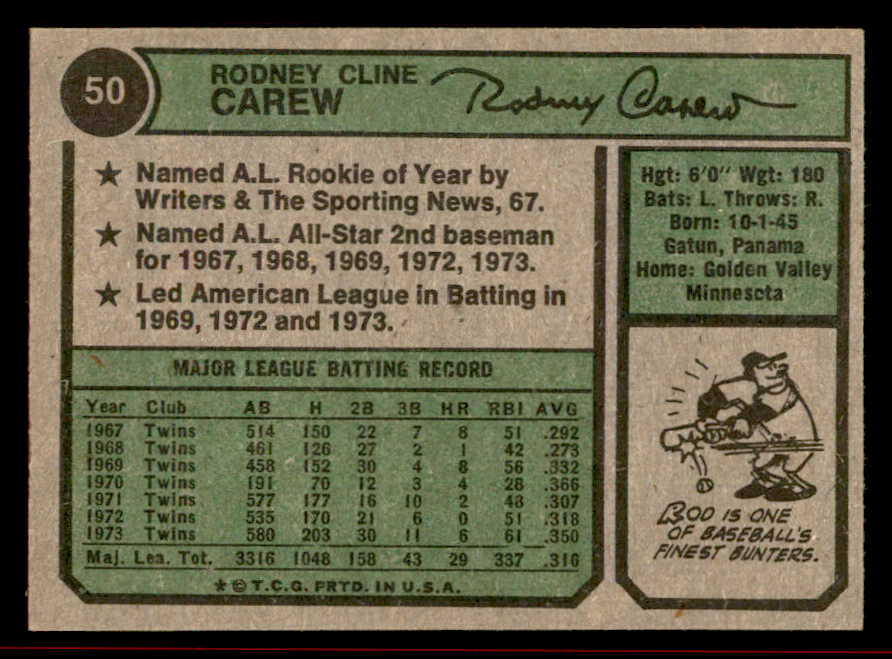 50
RODNEY CLINE
CAREW
Rodney Carew
★ Named A.L. Rookie of Year by
Writers & The Sporting News, 67.
★ Named A.L. All-Star 2nd baseman
for 1967, 1968, 1969, 1972, 1973.
★ Led American League in Batting in
1969, 1972 and 1973.
Hgt: 6'0" Wgt: 180
Bats: L. Throws: R.
Born: 10-1-45
Gatun, Panama
Home: Golden Valley
Minnesota
MAJOR LEAGUE BATTING RECORD
Year Club AB H 2B 3B HR RBI AVG
1967 Twins 514 150 22 7 8 51 .292
1968 Twins 461 126 27 2 1 42 .273
1969 Twins 458 152 30 4 8 56 .332
1970 Twins 191 70 12 3 4 28 .366
1971 Twins 577 177 16 10 2 48 .307
1972 Twins 535 170 21 6 0 51 .318
1973 Twins 580 203 30 11 6 61 .350
Maj. Lea. Tot. 3316 1048 158 43 29 337 .316
★ © T.C.G. PRTD. IN U.S.A.
ROD IS ONE
OF BASEBALL'S
FINEST BUNTERS.